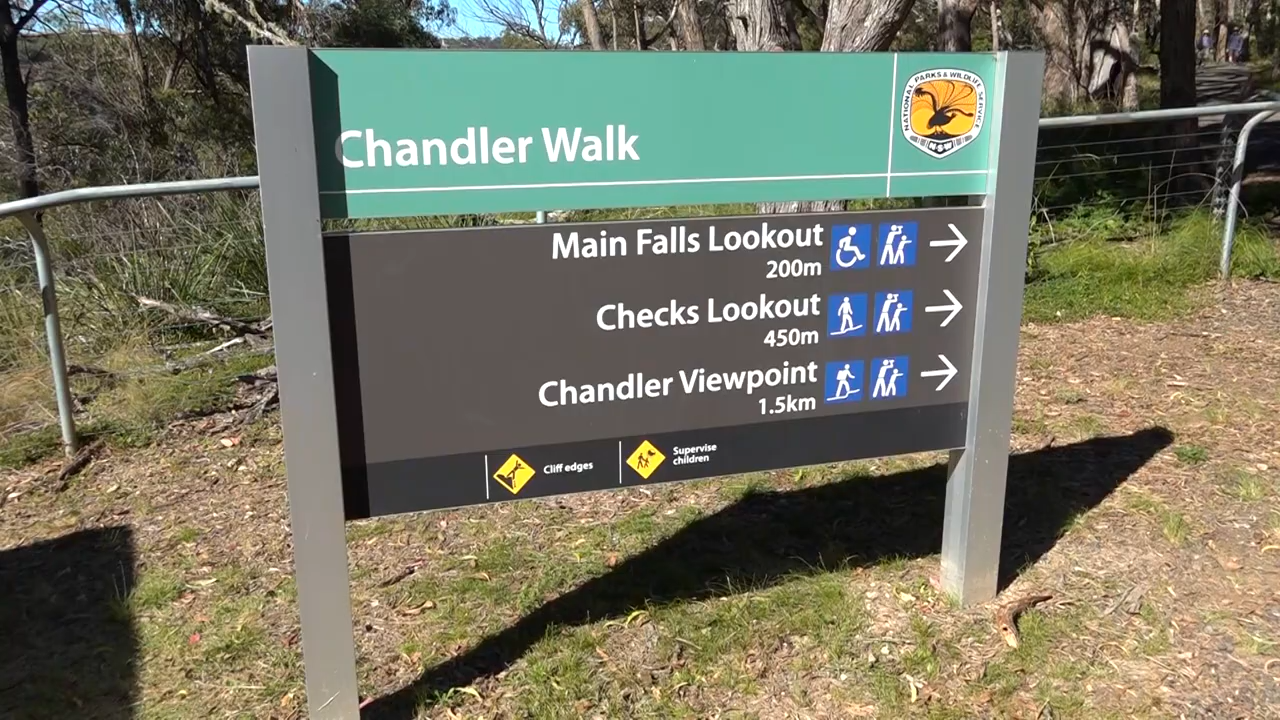 NATIONAL PARKS & WILDLIFE SERVICE
NSW
Chandler Walk
Main Falls Lookout
200m
Checks Lookout
450m
Chandler Viewpoint
1.5km
Cliff edges
Supervise
children